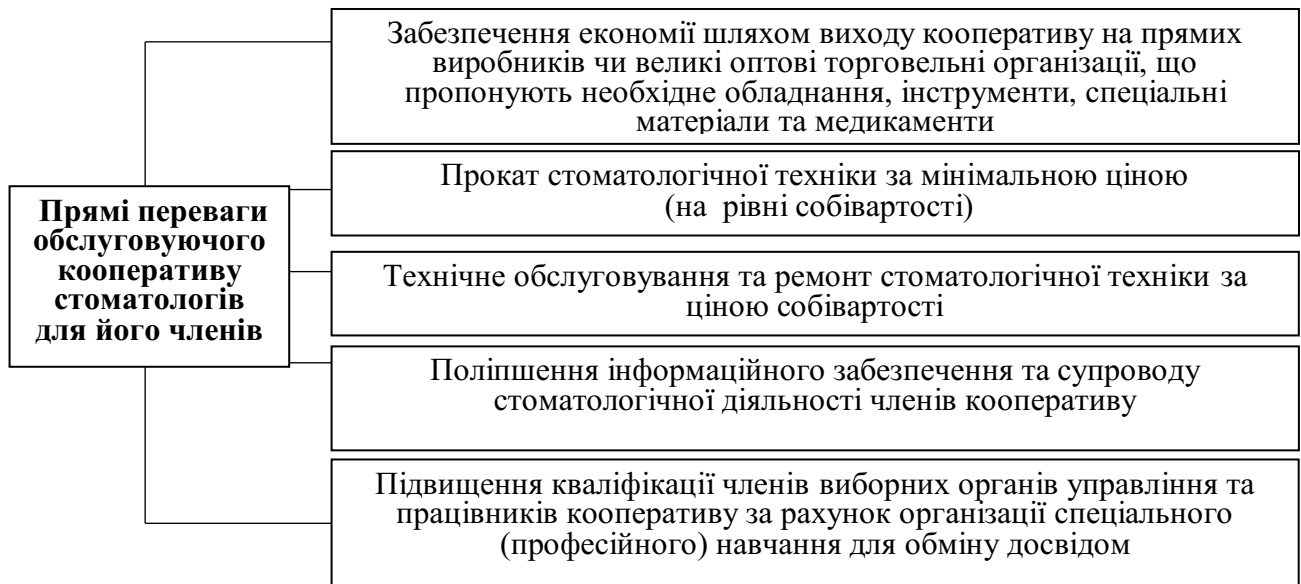 Забезпечення економії шляхом виходу кооперативу на прямих
виробників чи великі оптові торговельні організації, що
пропонують необхідне обладнання, інструменти, спеціальні
матеріали та медикаменти
Прокат стоматологічної техніки за мінімальною ціною
(на рівні собівартості)
Прямі переваги
обслуговуючого
кооперативу
стоматологів
для його членів
Технічне обслуговування та ремонт стоматологічної техніки за
ціною собівартості
Поліпшення інформаційного забезпечення та супроводу
стоматологічної діяльності членів кооперативу
Підвищення кваліфікації членів виборних органів управління та
працівників кооперативу за рахунок організації спеціального
(професійного) навчання для обміну досвідом